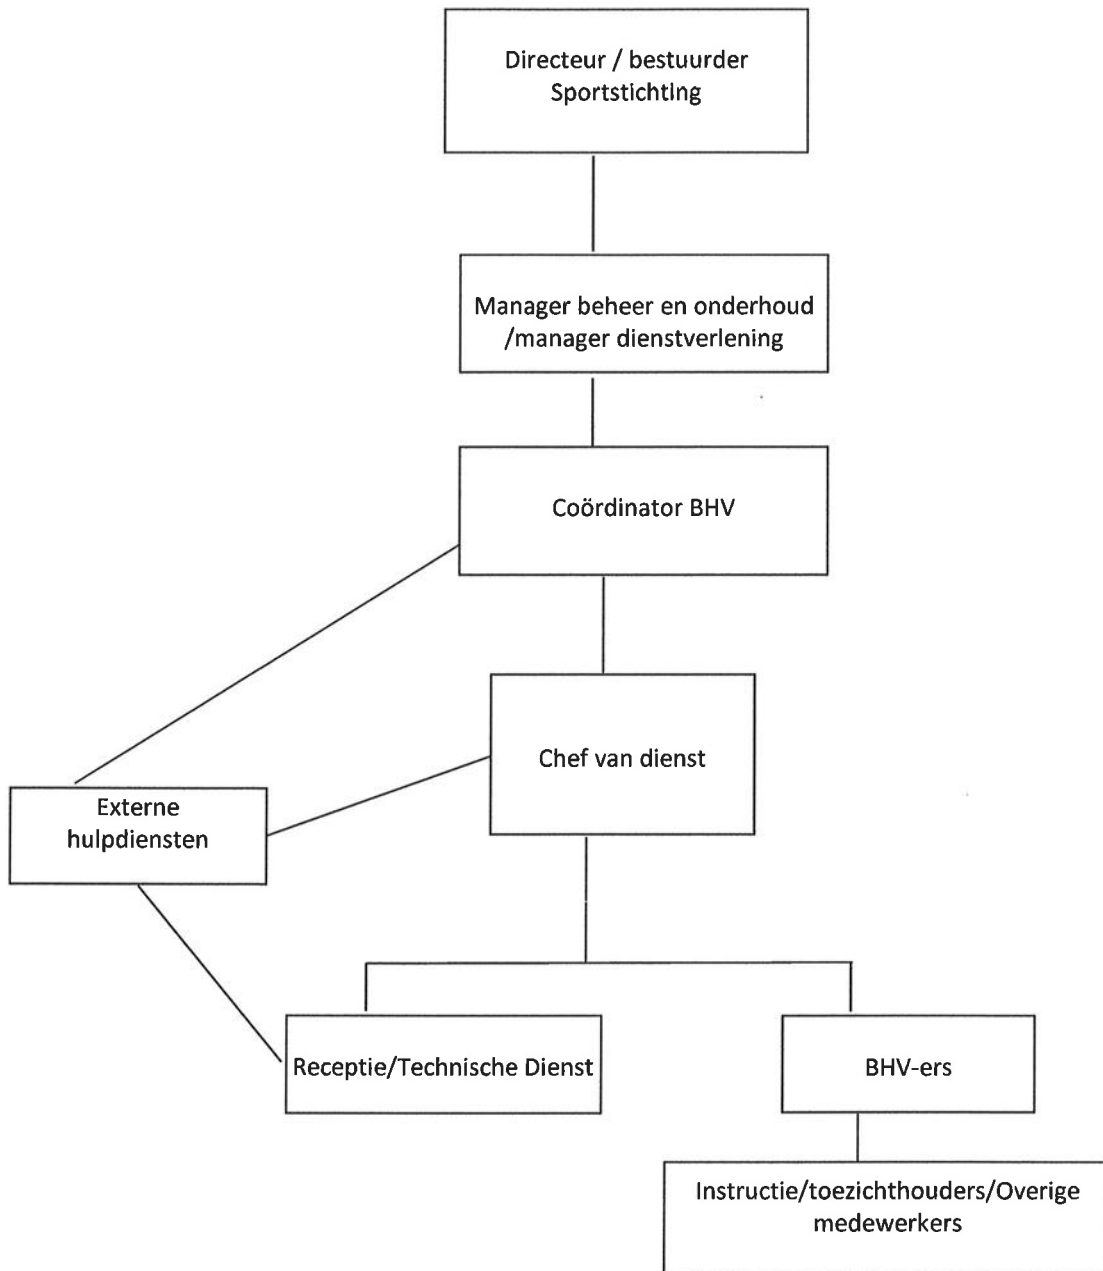 Directeur / bestuurder
Sportstichting
Manager beheer en onderhoud
/manager dienstverlening
Coördinator BHV
Chef van dienst
Externe
hulpdiensten
Receptie/Technische Dienst
BHV-ers
Instructie/toezichthouders/Overige
medewerkers